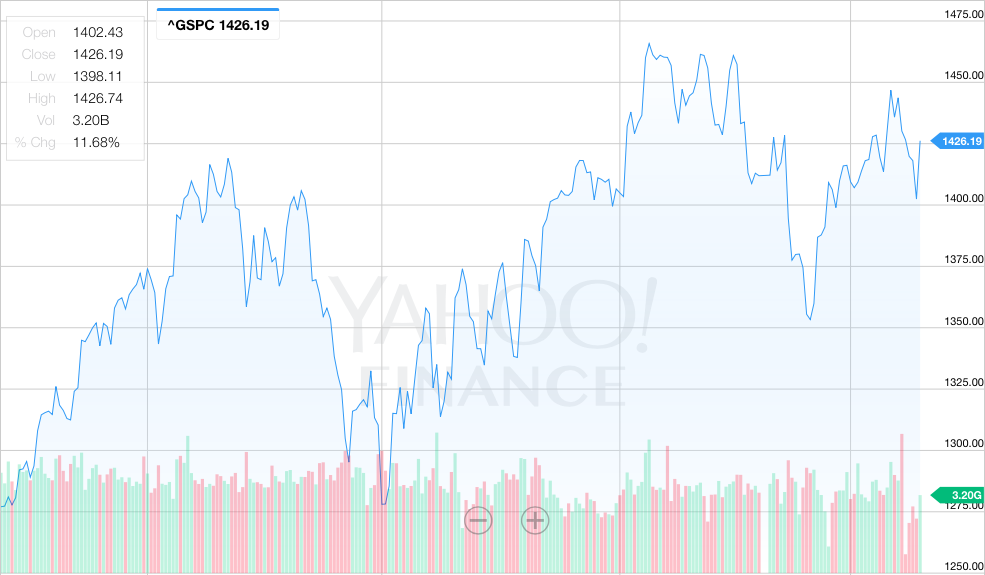 ^GSPC 1426.19
Open 1402.43
Close 1426.19
Low 1398.11
High 1426.74
Vol 3.20B
% Chg 11.68%
1475.00
1450.00
1426.19
1400.00
1375.00
1350.00
1325.00
1300.00
3.20G
1275.00
1250.00
YAHOO!
FINANCE